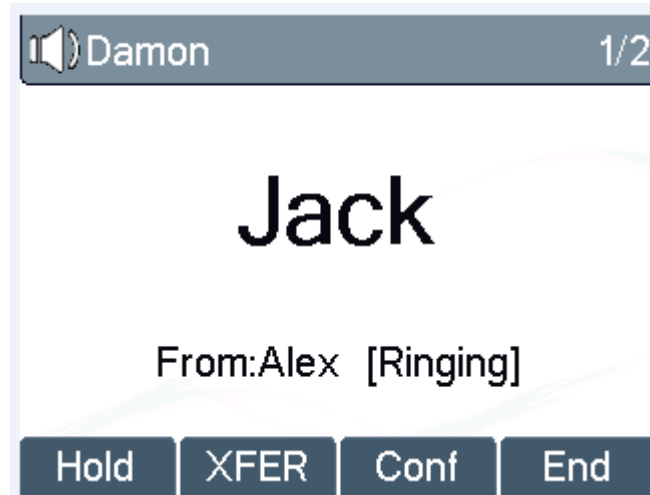 Damon 1/2
Jack
From:Alex [Ringing]
Hold XFER Conf End